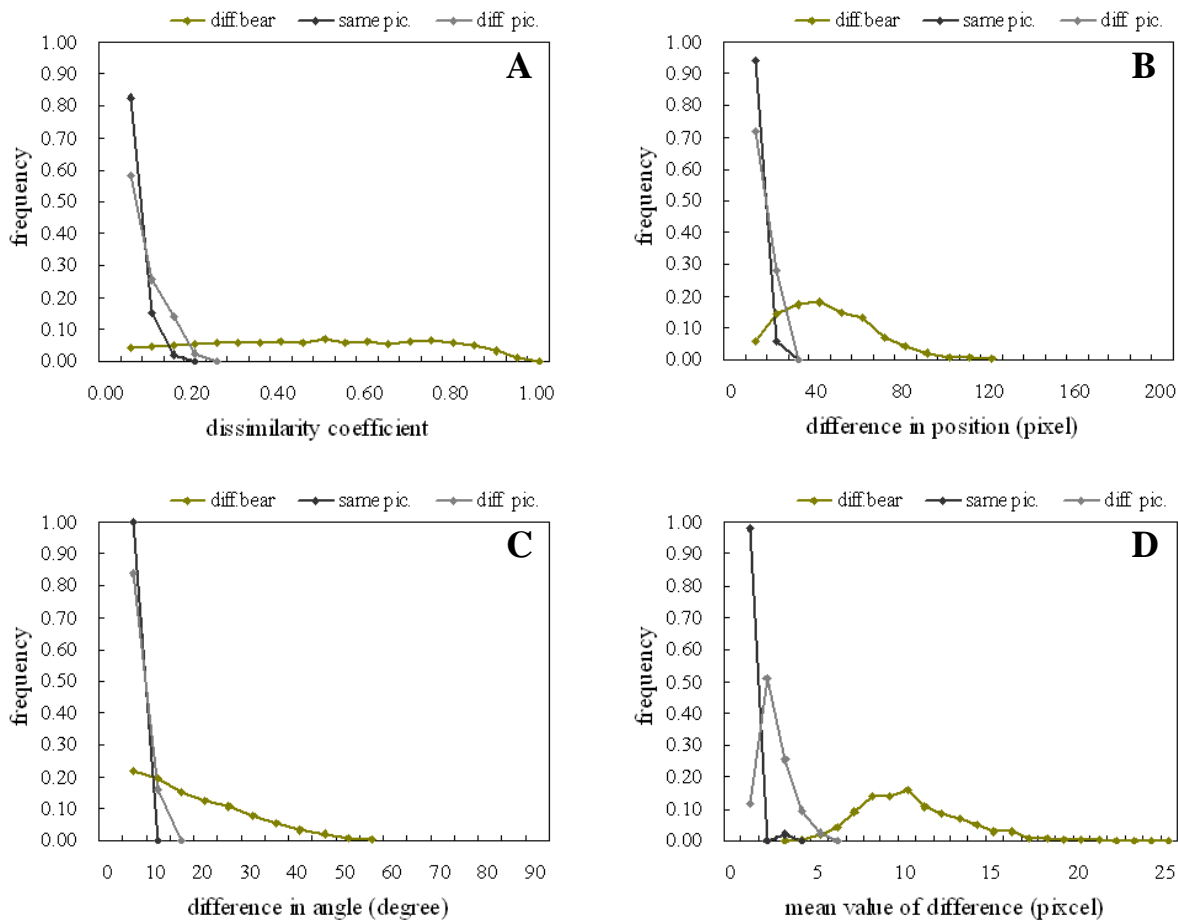 diff.bear same pic. diff. pic.
A
1.00
0.90
0.80
0.70
0.60
0.50
0.40
0.30
0.20
0.10
0.00
frequency
0.00 0.20 0.40 0.60 0.80 1.00
dissimilarity coefficient
diff.bear same pic. diff. pic.
B
1.00
0.90
0.80
0.70
0.60
0.50
0.40
0.30
0.20
0.10
0.00
frequency
0 40 80 120 160 200
difference in position (pixel)
diff.bear same pic. diff. pic.
C
1.00
0.90
0.80
0.70
0.60
0.50
0.40
0.30
0.20
0.10
0.00
frequency
0 10 20 30 40 50 60 70 80 90
difference in angle (degree)
diff.bear same pic. diff. pic.
D
1.00
0.90
0.80
0.70
0.60
0.50
0.40
0.30
0.20
0.10
0.00
frequency
0 5 10 15 20 25
mean value of difference (pixcel)